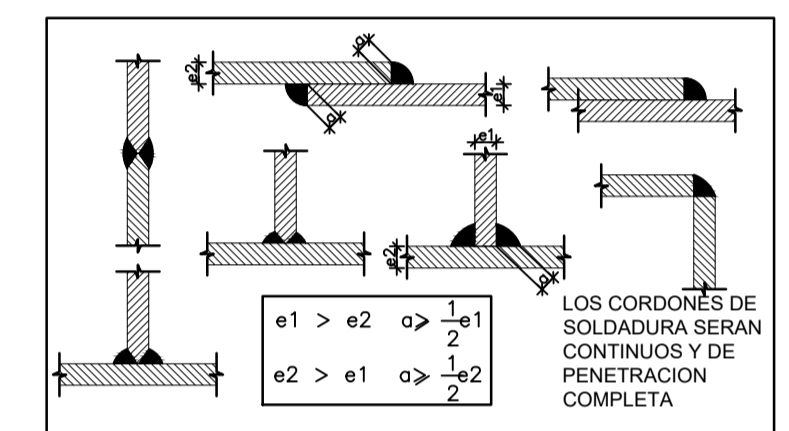 a
e2
e1
a
e1
e2
a
e1 > e2 a⩾ 1/2 e1
e2 > e1 a⩾ 1/2 e2
LOS CORDONES DE
SOLDADURA SERAN
CONTINUOS Y DE
PENETRACION
COMPLETA